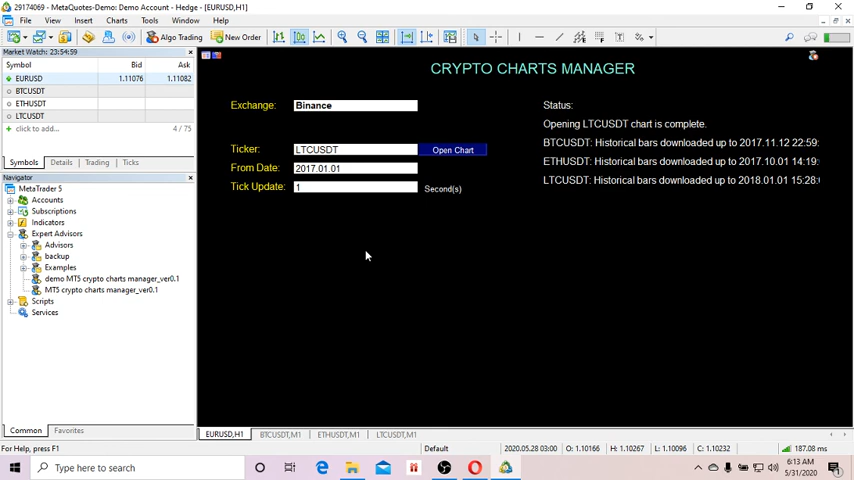 29174069 - MetaQuotes-Demo: Demo Account - Hedge - [EURUSD,H1]
File View Insert Charts Tools Window Help
Algo Trading New Order
Market Watch: 23:54:59
Symbol Bid Ask
EURUSD 1.11076 1.11082
BTCUSDT
ETHUSDT
LTCUSDT
click to add... 4 / 75
Symbols Details Trading Ticks
Navigator
MetaTrader 5
Accounts
Subscriptions
Indicators
Expert Advisors
Advisors
backup
Examples
demo MT5 crypto charts manager_ver0.1
MT5 crypto charts manager_ver0.1
Scripts
Services
Common Favorites
CRYPTO CHARTS MANAGER
Exchange: Binance
Ticker: LTCUSDT Open Chart
From Date: 2017.01.01
Tick Update: 1 Second(s)
Status:
Opening LTCUSDT chart is complete.
BTCUSDT: Historical bars downloaded up to 2017.11.12 22:59:
ETHUSDT: Historical bars downloaded up to 2017.10.01 14:19:
LTCUSDT: Historical bars downloaded up to 2018.01.01 15:28:
EURUSD,H1 BTCUSDT,M1 ETHUSDT,M1 LTCUSDT,M1
For Help, press F1 Default 2020.05.28 03:00 O: 1.10166 H: 1.10267 L: 1.10096 C: 1.10232 187.08 ms
Type here to search
6:13 AM
5/31/2020